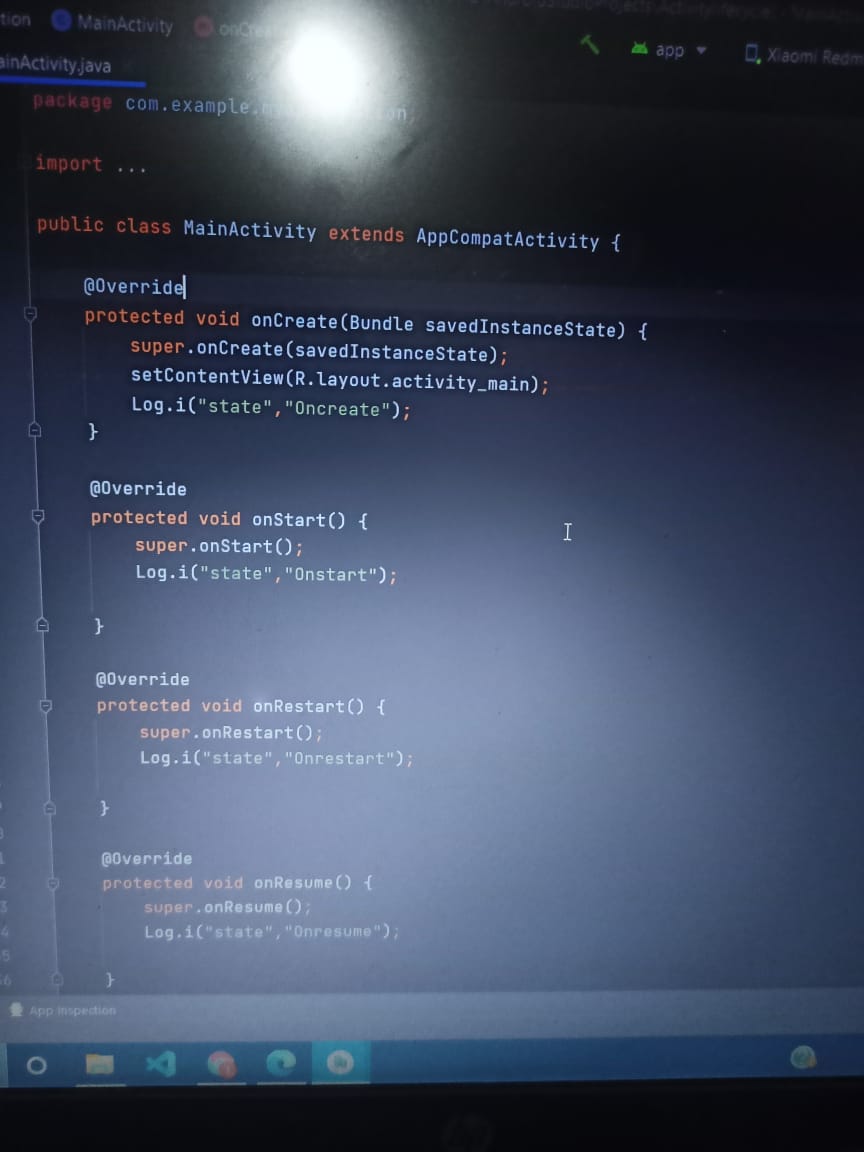 tion MainActivity onCrea
ainActivity.java
app Xiaomi Redm
package com.example.
import ...
public class MainActivity extends AppCompatActivity {
@Override
protected void onCreate(Bundle savedInstanceState) {
super.onCreate(savedInstanceState);
setContentView(R.layout.activity_main);
Log.i("state","Oncreate");
}
@Override
protected void onStart() {
super.onStart();
Log.i("state","Onstart");
}
@Override
protected void onRestart() {
super.onRestart();
Log.i("state","Onrestart");
}
@Override
protected void onResume() {
super.onResume();
Log.i("state","Onresume");
}
App Inspection